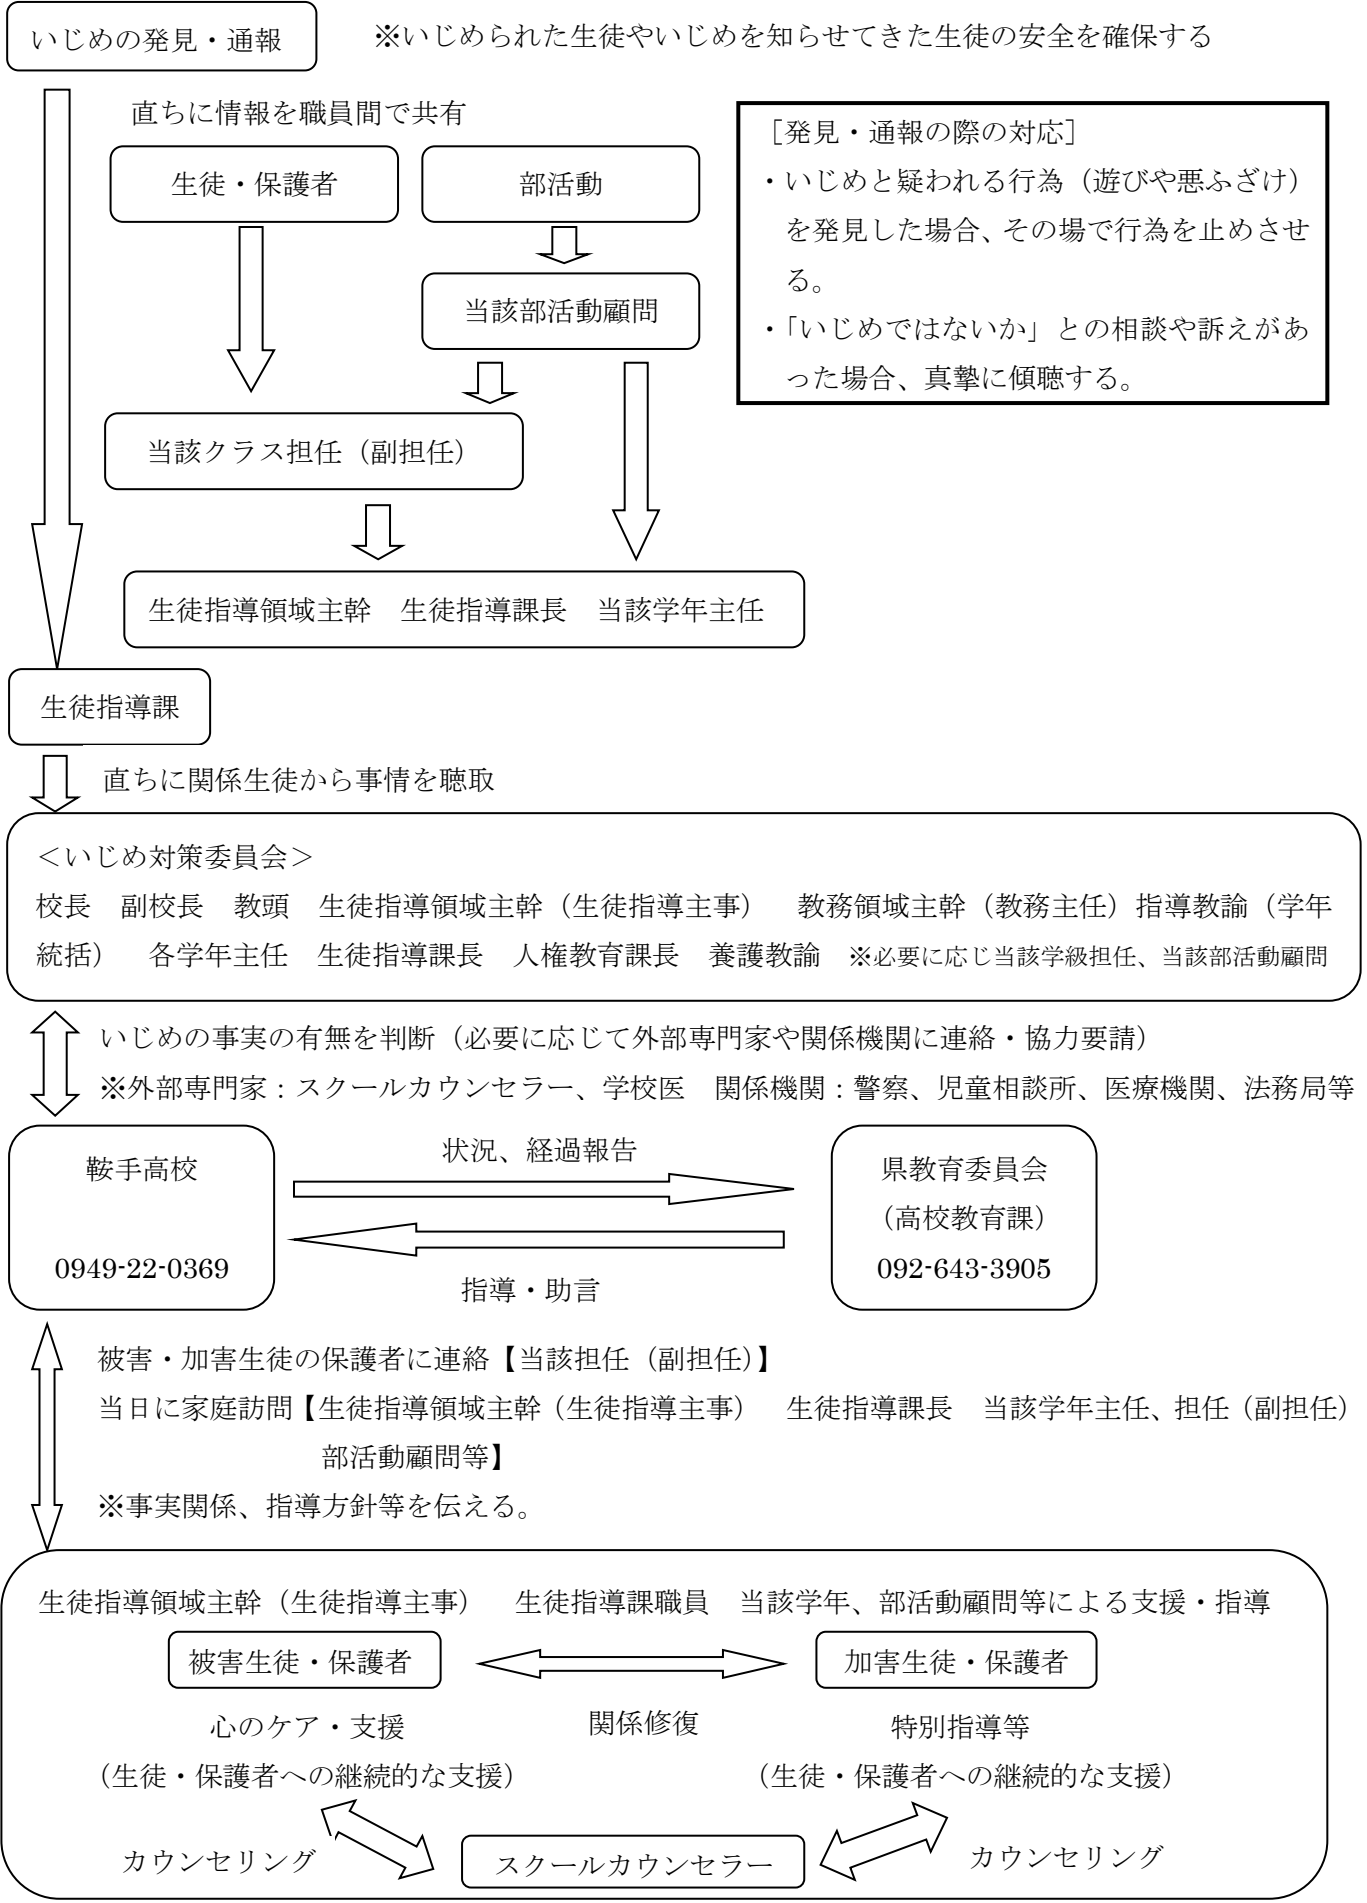 いじめの発見・通報
※いじめられた生徒やいじめを知らせてきた生徒の安全を確保する
直ちに情報を職員間で共有
生徒・保護者
部活動
当該部活動顧問
当該クラス担任（副担任）
生徒指導領域主幹　生徒指導課長　当該学年主任
［発見・通報の際の対応］
・いじめと疑われる行為（遊びや悪ふざけ）
を発見した場合、その場で行為を止めさせ
る。
・「いじめではないか」との相談や訴えがあ
った場合、真摯に傾聴する。
生徒指導課
直ちに関係生徒から事情を聴取
＜いじめ対策委員会＞
校長　副校長　教頭　生徒指導領域主幹（生徒指導主事）　教務領域主幹（教務主任）指導教諭（学年
統括）　各学年主任　生徒指導課長　人権教育課長　養護教諭　※必要に応じ当該学級担任、当該部活動顧問
いじめの事実の有無を判断（必要に応じて外部専門家や関係機関に連絡・協力要請）
※外部専門家：スクールカウンセラー、学校医　関係機関：警察、児童相談所、医療機関、法務局等
鞍手高校
0949-22-0369
状況、経過報告
指導・助言
県教育委員会
（高校教育課）
092-643-3905
被害・加害生徒の保護者に連絡【当該担任（副担任）】
当日に家庭訪問【生徒指導領域主幹（生徒指導主事）　生徒指導課長　当該学年主任、担任（副担任）
部活動顧問等】
※事実関係、指導方針等を伝える。
生徒指導領域主幹（生徒指導主事）　生徒指導課職員　当該学年、部活動顧問等による支援・指導
被害生徒・保護者
加害生徒・保護者
関係修復
心のケア・支援
特別指導等
（生徒・保護者への継続的な支援）
（生徒・保護者への継続的な支援）
カウンセリング
スクールカウンセラー
カウンセリング